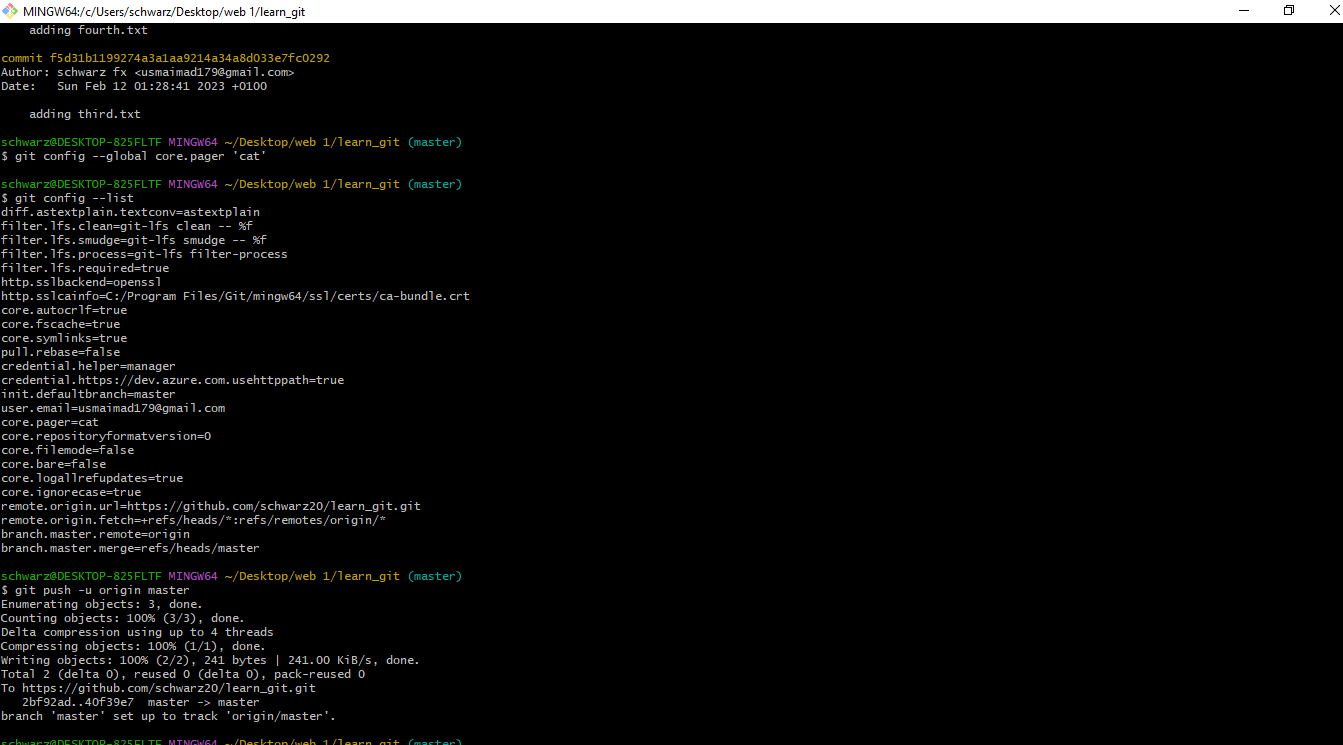 MINGW64:/c/Users/schwarz/Desktop/web 1/learn_git
    adding fourth.txt
commit f5d31b1199274a3a1aa9214a34a8d033e7fc0292
Author: schwarz fx <usmaimad179@gmail.com>
Date:   Sun Feb 12 01:28:41 2023 +0100
    adding third.txt
schwarz@DESKTOP-825FLTF MINGW64 ~/Desktop/web 1/learn_git (master)
$ git config --global core.pager 'cat'
schwarz@DESKTOP-825FLTF MINGW64 ~/Desktop/web 1/learn_git (master)
$ git config --list
diff.astextplain.textconv=astextplain
filter.lfs.clean=git-lfs clean -- %f
filter.lfs.smudge=git-lfs smudge -- %f
filter.lfs.process=git-lfs filter-process
filter.lfs.required=true
http.sslbackend=openssl
http.sslcainfo=C:/Program Files/Git/mingw64/ssl/certs/ca-bundle.crt
core.autocrlf=true
core.fscache=true
core.symlinks=true
pull.rebase=false
credential.helper=manager
credential.https://dev.azure.com.usehttppath=true
init.defaultbranch=master
user.email=usmaimad179@gmail.com
core.pager=cat
core.repositoryformatversion=0
core.filemode=false
core.bare=false
core.logallrefupdates=true
core.ignorecase=true
remote.origin.url=https://github.com/schwarz20/learn_git.git
remote.origin.fetch=+refs/heads/*:refs/remotes/origin/*
branch.master.remote=origin
branch.master.merge=refs/heads/master
schwarz@DESKTOP-825FLTF MINGW64 ~/Desktop/web 1/learn_git (master)
$ git push -u origin master
Enumerating objects: 3, done.
Counting objects: 100% (3/3), done.
Delta compression using up to 4 threads
Compressing objects: 100% (1/1), done.
Writing objects: 100% (2/2), 241 bytes | 241.00 KiB/s, done.
Total 2 (delta 0), reused 0 (delta 0), pack-reused 0
To https://github.com/schwarz20/learn_git.git
   2bf92ad..40f39e7  master -> master
branch 'master' set up to track 'origin/master'.
schwarz@DESKTOP-825FLTF MINGW64 ~/Desktop/web 1/learn_git (master)